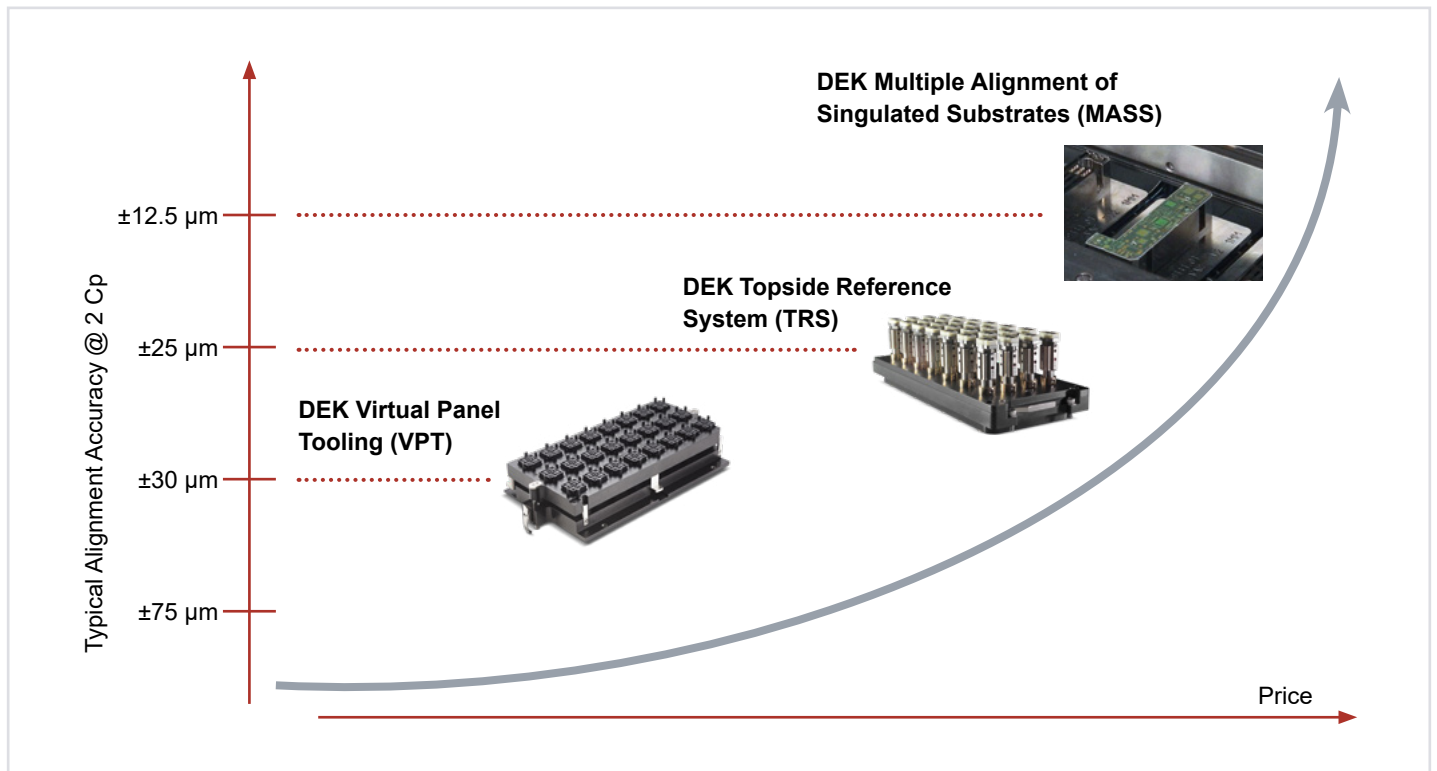 DEK Multiple Alignment of
Singulated Substrates (MASS)
±12.5 µm
DEK Topside Reference
System (TRS)
±25 µm
DEK Virtual Panel
Tooling (VPT)
±30 µm
±75 µm
Typical Alignment Accuracy @ 2 Cp
Price